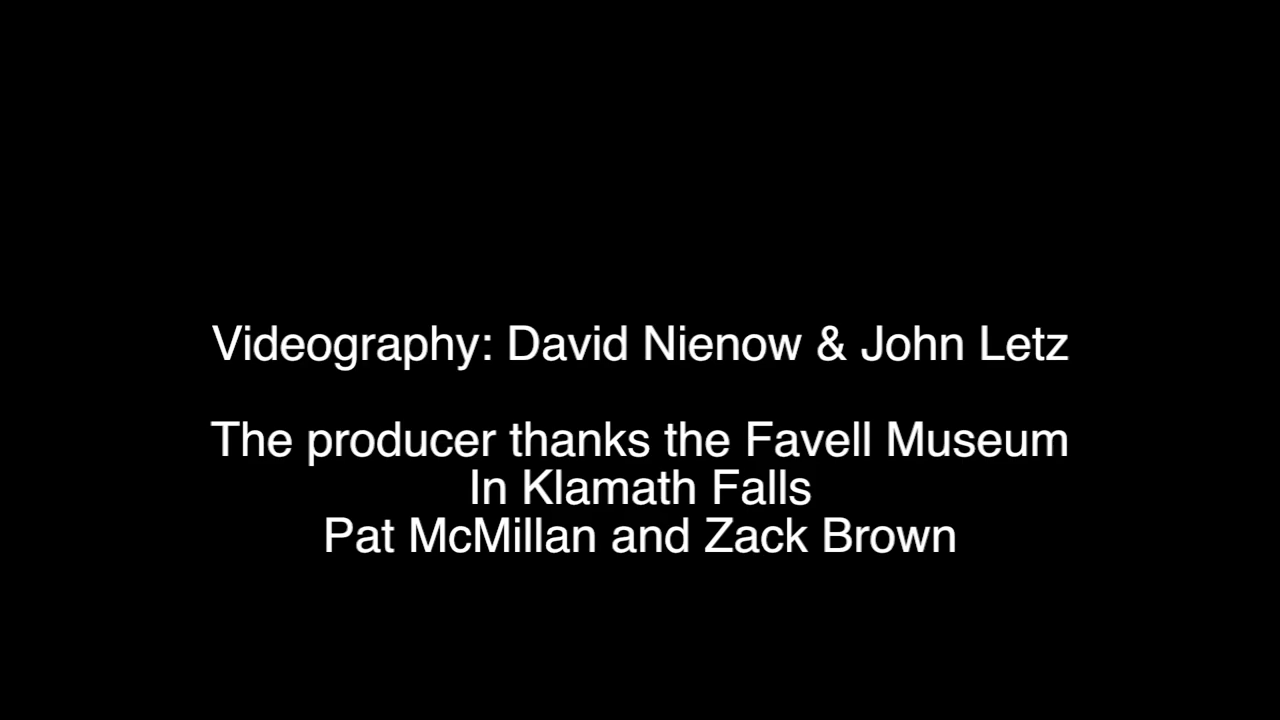 Videography: David Nienow & John Letz
The producer thanks the Favell Museum
In Klamath Falls
Pat McMillan and Zack Brown